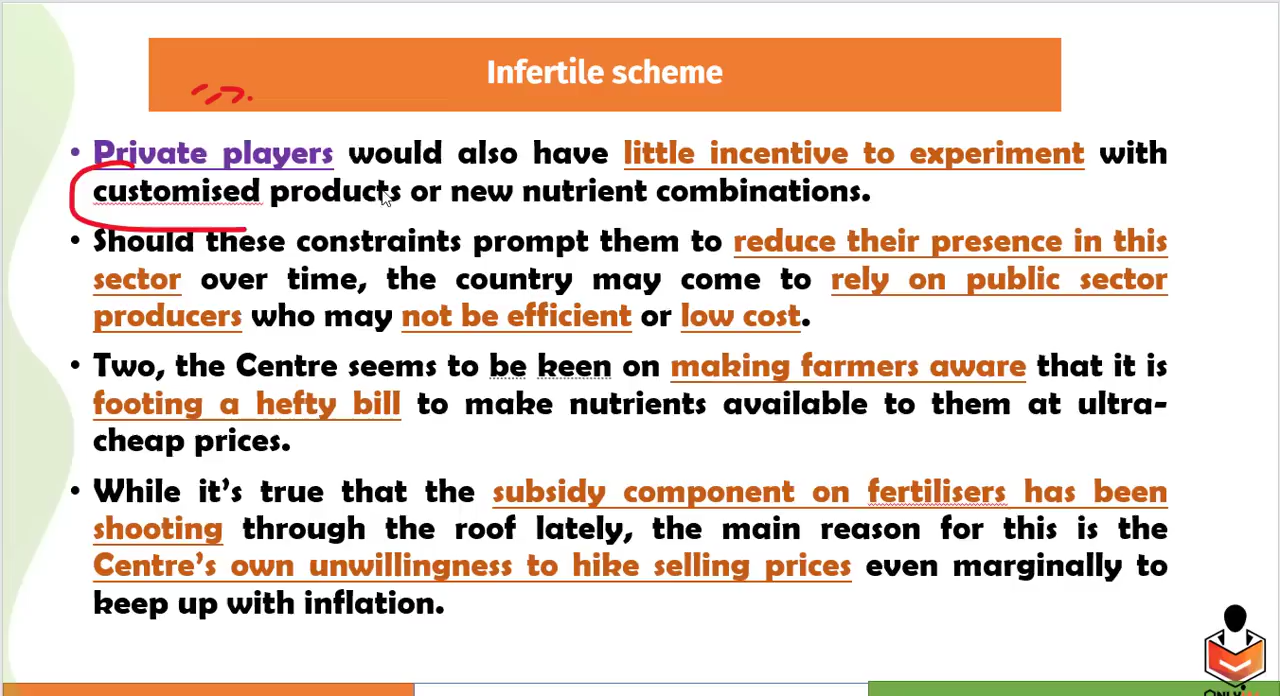 Infertile scheme
• Private players would also have little incentive to experiment with
customised products or new nutrient combinations.
• Should these constraints prompt them to reduce their presence in this
sector over time, the country may come to rely on public sector
producers who may not be efficient or low cost.
• Two, the Centre seems to be keen on making farmers aware that it is
footing a hefty bill to make nutrients available to them at ultra-
cheap prices.
• While it’s true that the subsidy component on fertilisers has been
shooting through the roof lately, the main reason for this is the
Centre’s own unwillingness to hike selling prices even marginally to
keep up with inflation.